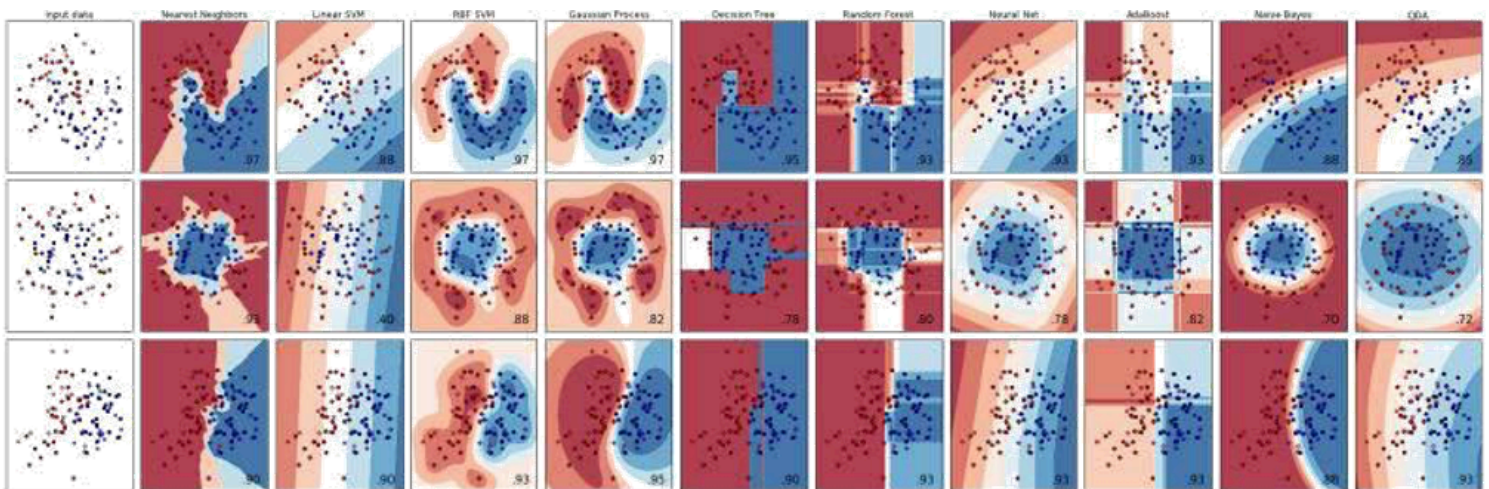 Input data Nearest Neighbors Linear SVM RBF SVM Gaussian Process Decision Tree Random Forest Neural Net AdaBoost Naive Bayes QDA
.97 .88 .97 .97 .95 .93 .93 .93 .88 .85
.93 .40 .88 .82 .78 .80 .78 .82 .70 .72
.90 .90 .93 .95 .90 .93 .93 .93 .88 .93